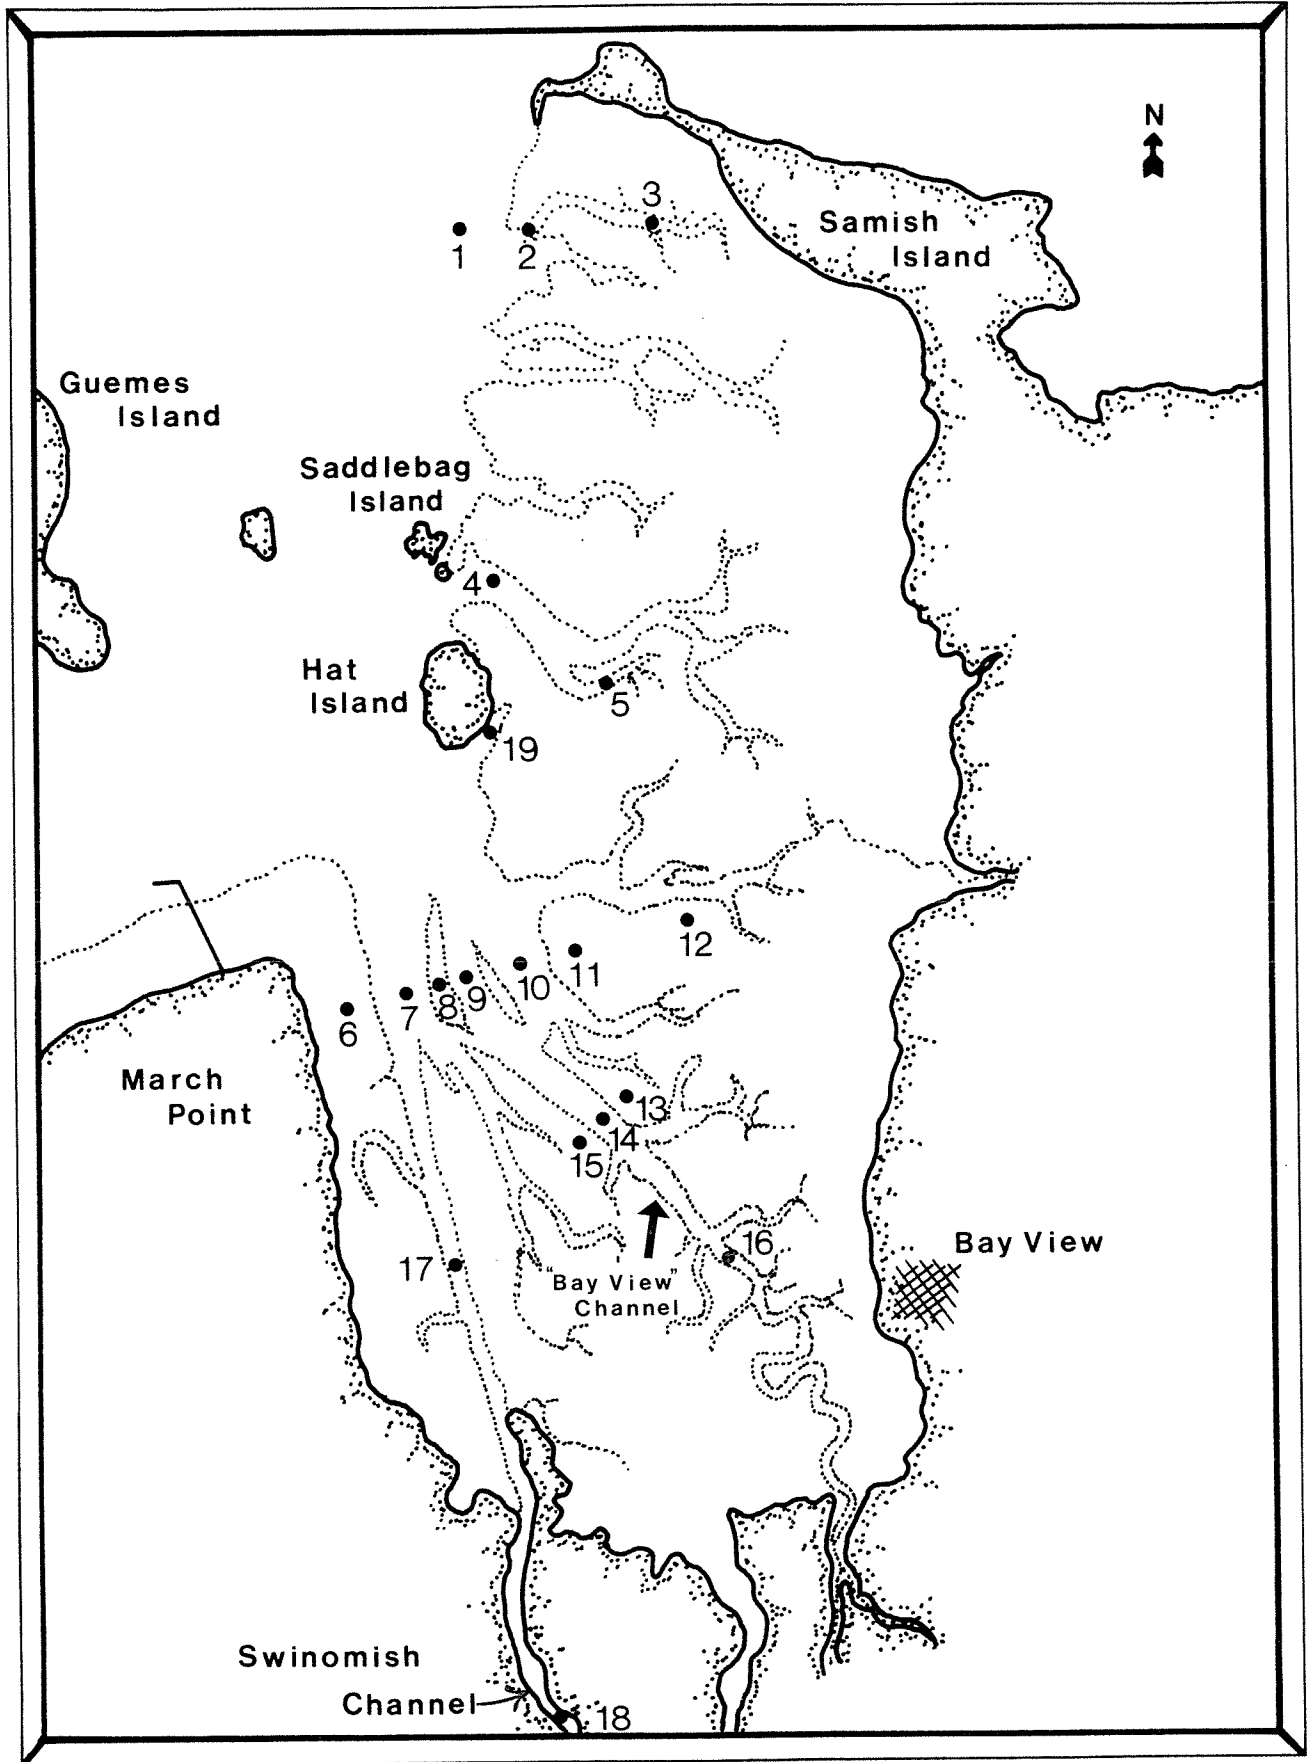 N
3
Samish
Island
1
2
Guemes
Island
Saddlebag
Island
4
Hat
Island
5
19
12
11
10
9
8
7
6
March
Point
13
14
15
Bay View
16
17
"Bay View"
Channel
Swinomish
Channel
18